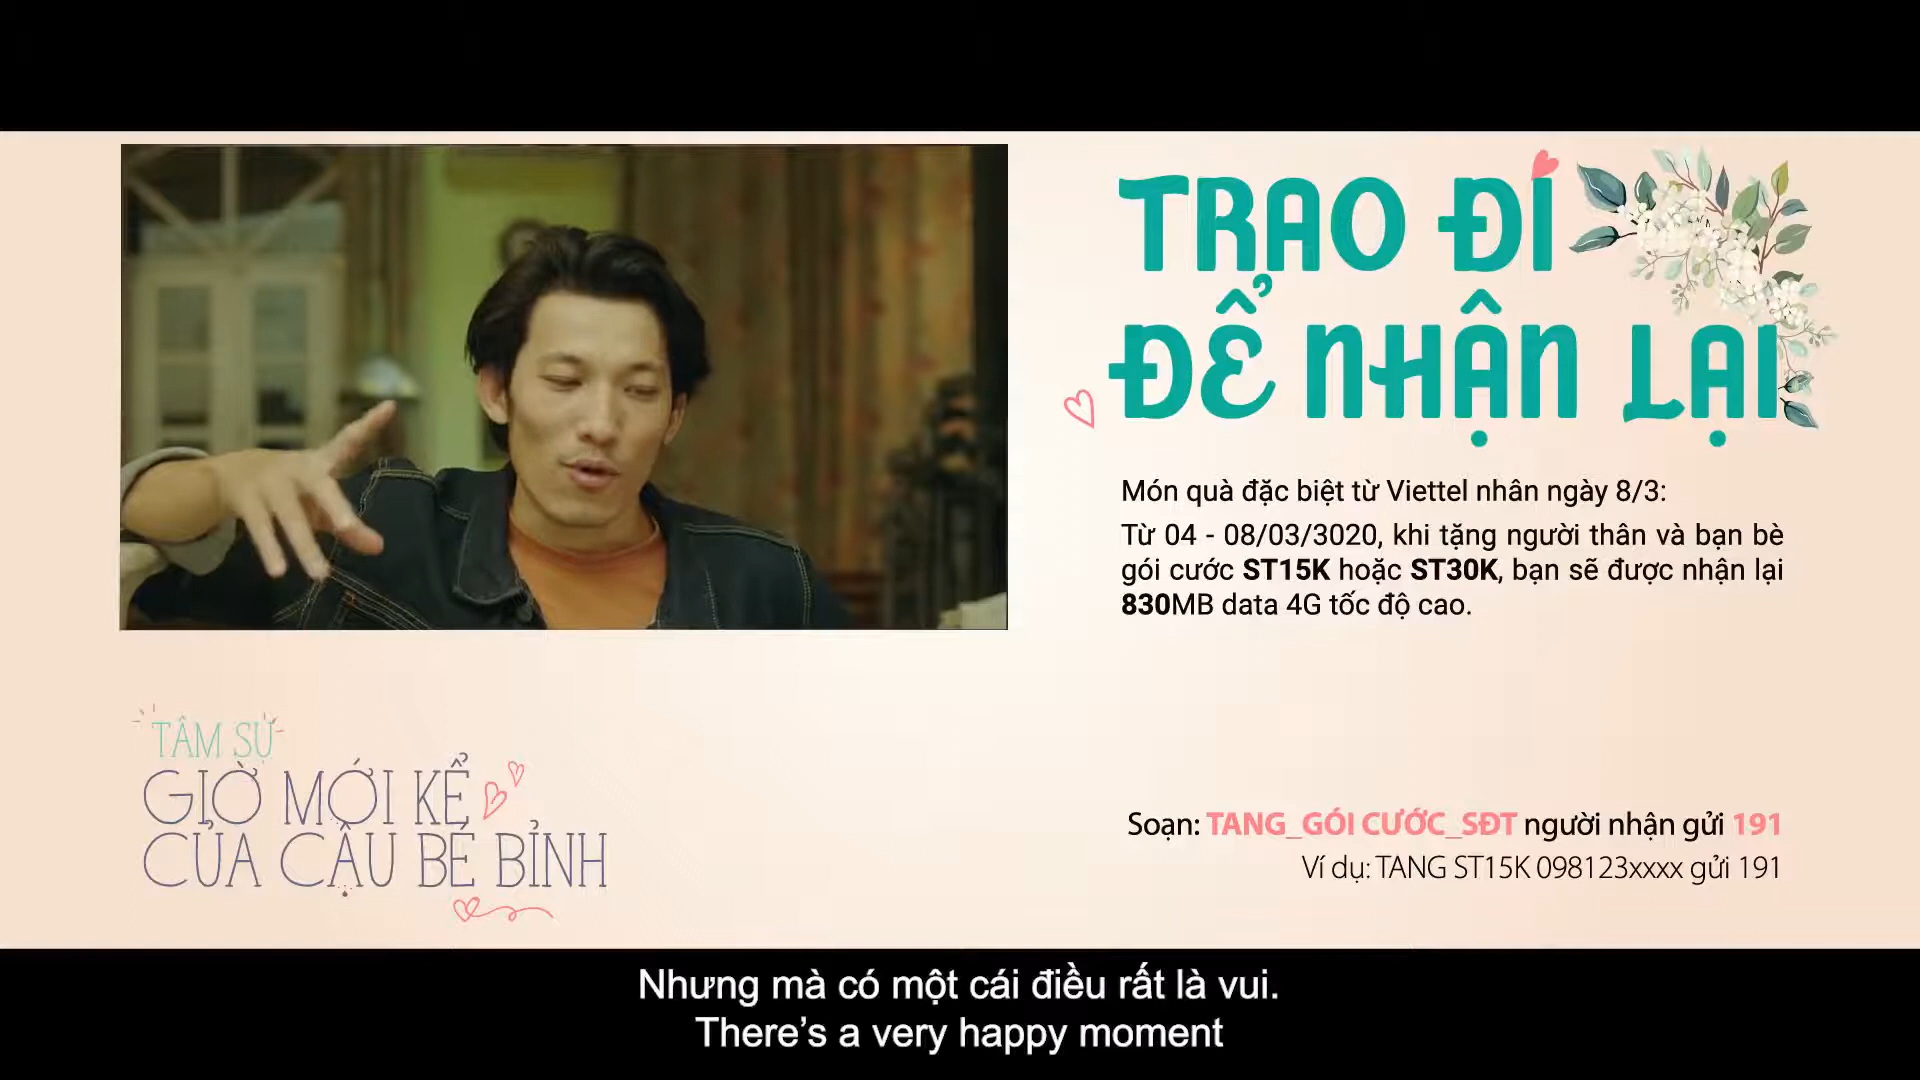 TRAO ĐI
ĐỂ NHẬN LẠI
Món quà đặc biệt từ Viettel nhân ngày 8/3:
Từ 04 - 08/03/3020, khi tặng người thân và bạn bè
gói cước ST15K hoặc ST30K, bạn sẽ được nhận lại
830MB data 4G tốc độ cao.
TÂM SỰ
GIỜ MỚI KỂ
CỦA CẬU BÉ BỈNH
Soạn: TANG_GÓI CƯỚC_SĐT người nhận gửi 191
Ví dụ: TANG ST15K 098123xxxx gửi 191
Nhưng mà có một cái điều rất là vui.
There’s a very happy moment